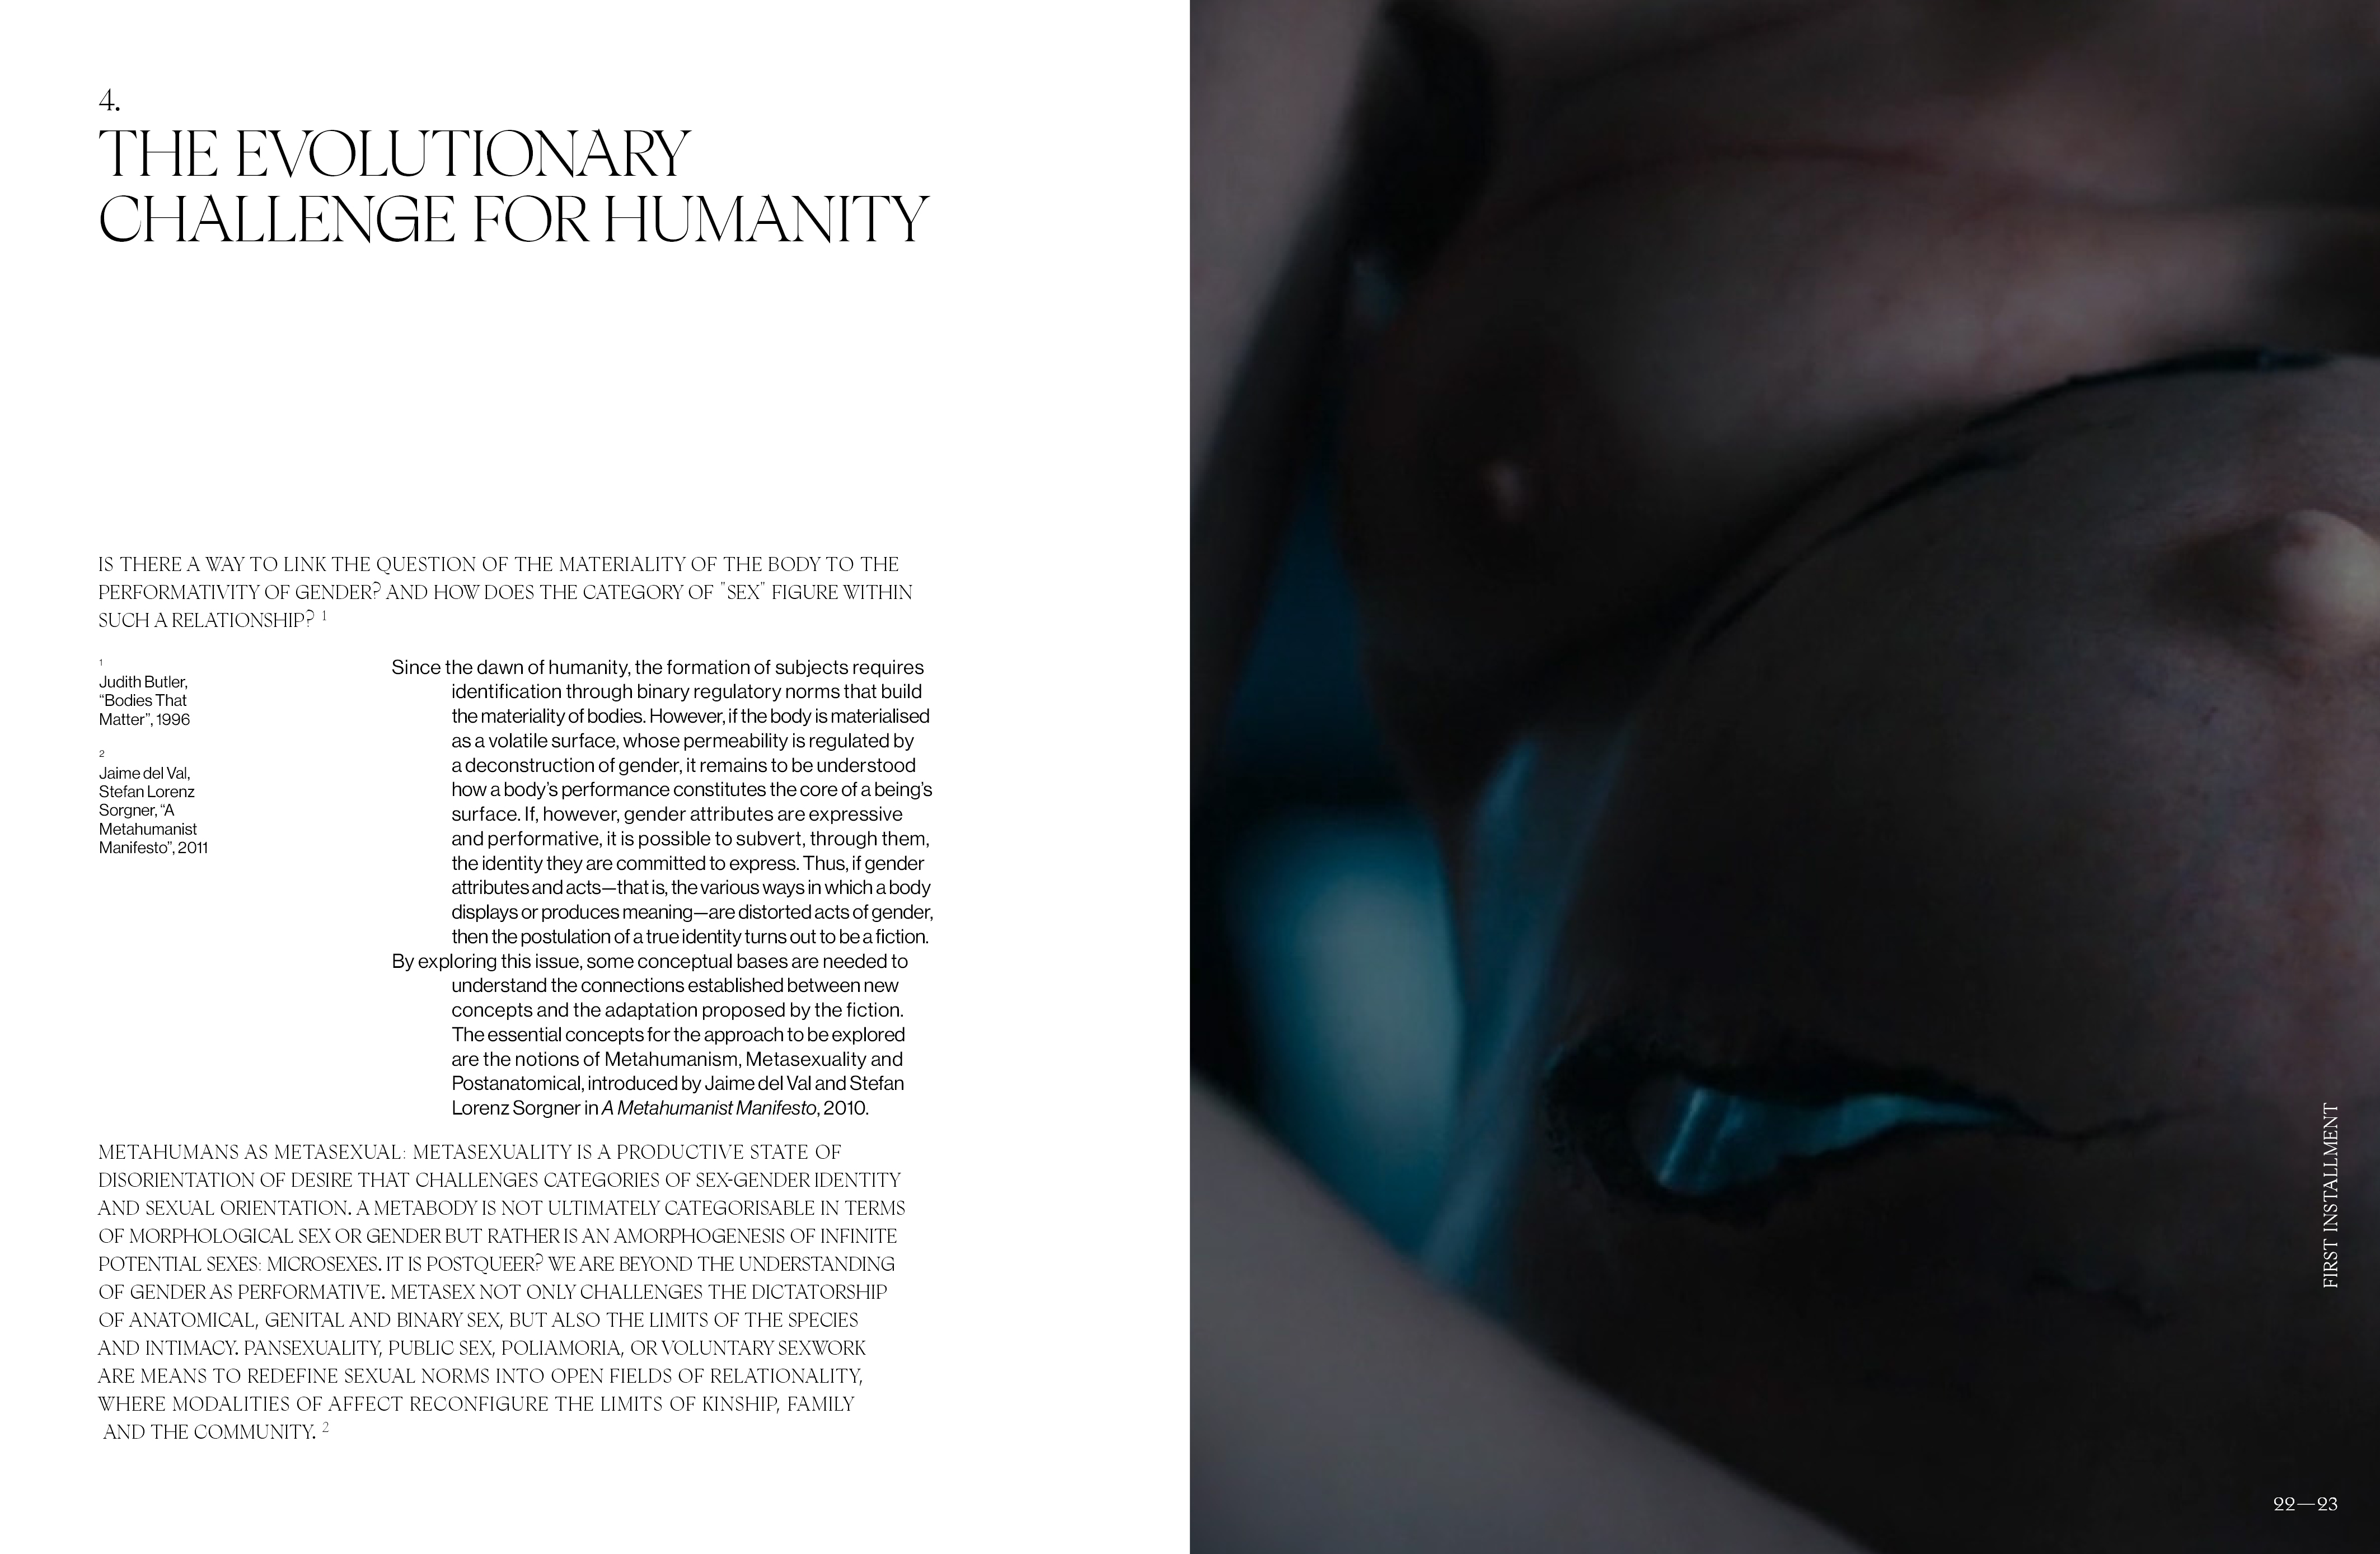 4.
THE EVOLUTIONARY
CHALLENGE FOR HUMANITY
IS THERE A WAY TO LINK THE QUESTION OF THE MATERIALITY OF THE BODY TO THE
PERFORMATIVITY OF GENDER? AND HOW DOES THE CATEGORY OF "SEX" FIGURE WITHIN
SUCH A RELATIONSHIP? 1
1
Judith Butler,
“Bodies That
Matter”, 1996
2
Jaime del Val,
Stefan Lorenz
Sorgner, “A
Metahumanist
Manifesto”, 2011
Since the dawn of humanity, the formation of subjects requires
identification through binary regulatory norms that build
the materiality of bodies. However, if the body is materialised
as a volatile surface, whose permeability is regulated by
a deconstruction of gender, it remains to be understood
how a body’s performance constitutes the core of a being’s
surface. If, however, gender attributes are expressive
and performative, it is possible to subvert, through them,
the identity they are committed to express. Thus, if gender
attributes and acts—that is, the various ways in which a body
displays or produces meaning—are distorted acts of gender,
then the postulation of a true identity turns out to be a fiction.
By exploring this issue, some conceptual bases are needed to
understand the connections established between new
concepts and the adaptation proposed by the fiction.
The essential concepts for the approach to be explored
are the notions of Metahumanism, Metasexuality and
Postanatomical, introduced by Jaime del Val and Stefan
Lorenz Sorgner in A Metahumanist Manifesto, 2010.
METAHUMANS AS METASEXUAL: METASEXUALITY IS A PRODUCTIVE STATE OF
DISORIENTATION OF DESIRE THAT CHALLENGES CATEGORIES OF SEX-GENDER IDENTITY
AND SEXUAL ORIENTATION. A METABODY IS NOT ULTIMATELY CATEGORISABLE IN TERMS
OF MORPHOLOGICAL SEX OR GENDER BUT RATHER IS AN AMORPHOGENESIS OF INFINITE
POTENTIAL SEXES: MICROSEXES. IT IS POSTQUEER? WE ARE BEYOND THE UNDERSTANDING
OF GENDER AS PERFORMATIVE. METASEX NOT ONLY CHALLENGES THE DICTATORSHIP
OF ANATOMICAL, GENITAL AND BINARY SEX, BUT ALSO THE LIMITS OF THE SPECIES
AND INTIMACY. PANSEXUALITY, PUBLIC SEX, POLIAMORIA, OR VOLUNTARY SEXWORK
ARE MEANS TO REDEFINE SEXUAL NORMS INTO OPEN FIELDS OF RELATIONALITY,
WHERE MODALITIES OF AFFECT RECONFIGURE THE LIMITS OF KINSHIP, FAMILY
AND THE COMMUNITY. 2
FIRST INSTALLMENT
22—23